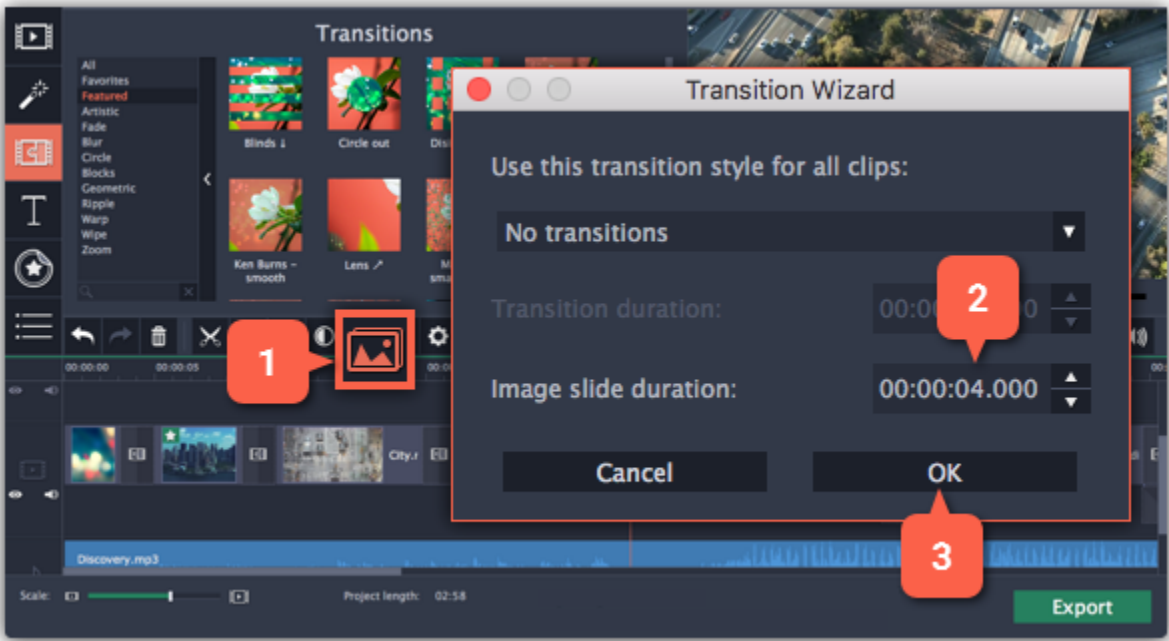 Transitions
All
Favorites
Featured
Artistic
Fade
Blur
Circle
Blocks
Geometric
Ripple
Warp
Wipe
Zoom
Blinds ↓
Circle out
Ken Burns –
smooth
Lens ↗
Transition Wizard
Use this transition style for all clips:
No transitions
Transition duration:
2
Image slide duration:
00:00:04.000
Cancel
OK
3
1
T
00:00:00
00:00:05
City.r
Discovery.mp3
Scale:
Project length: 02:58
Export